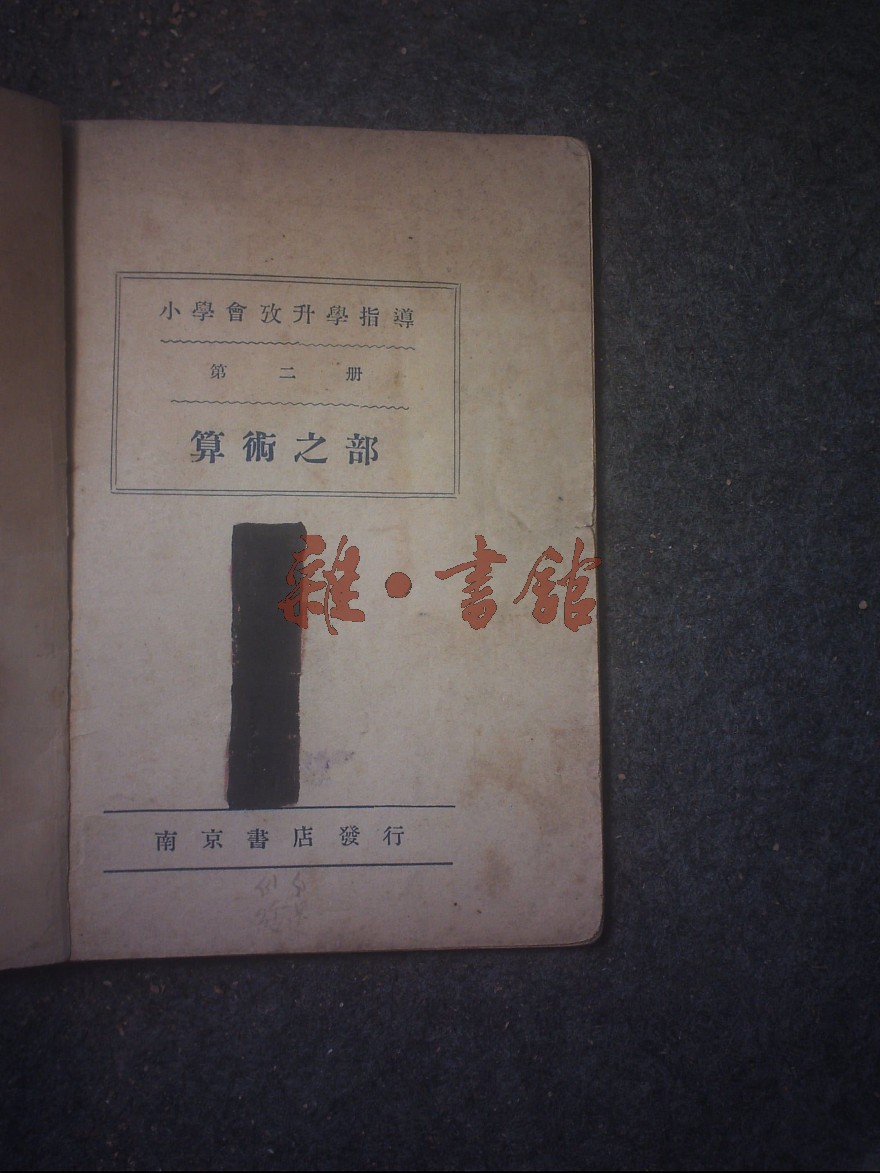 小學會攷升學指導
第二册
算術之部
雜·書館
南京書店發行